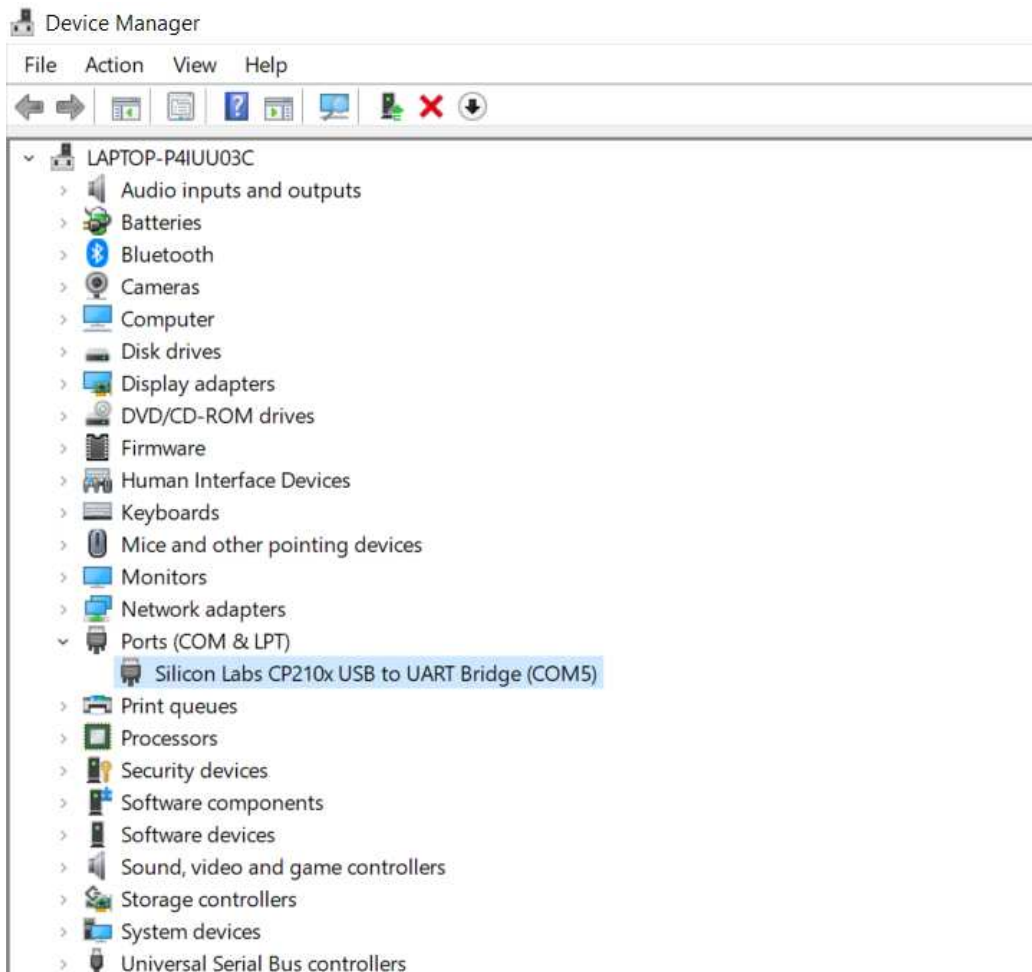 Device Manager
File Action View Help
LAPTOP-P4IUU03C
Audio inputs and outputs
Batteries
Bluetooth
Cameras
Computer
Disk drives
Display adapters
DVD/CD-ROM drives
Firmware
Human Interface Devices
Keyboards
Mice and other pointing devices
Monitors
Network adapters
Ports (COM & LPT)
Silicon Labs CP210x USB to UART Bridge (COM5)
Print queues
Processors
Security devices
Software components
Software devices
Sound, video and game controllers
Storage controllers
System devices
Universal Serial Bus controllers